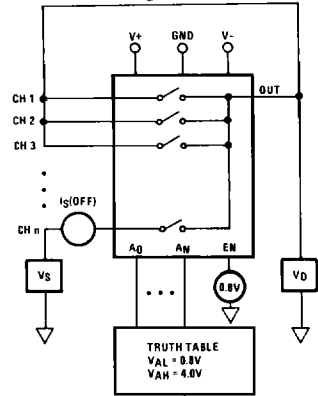 V+ GND V-
CH 1
OUT
CH 2
CH 3
IS(OFF)
CH n
A0 AN EN
VS
0.8V
VD
TRUTH TABLE
VAL = 0.8V
VAH = 4.0V